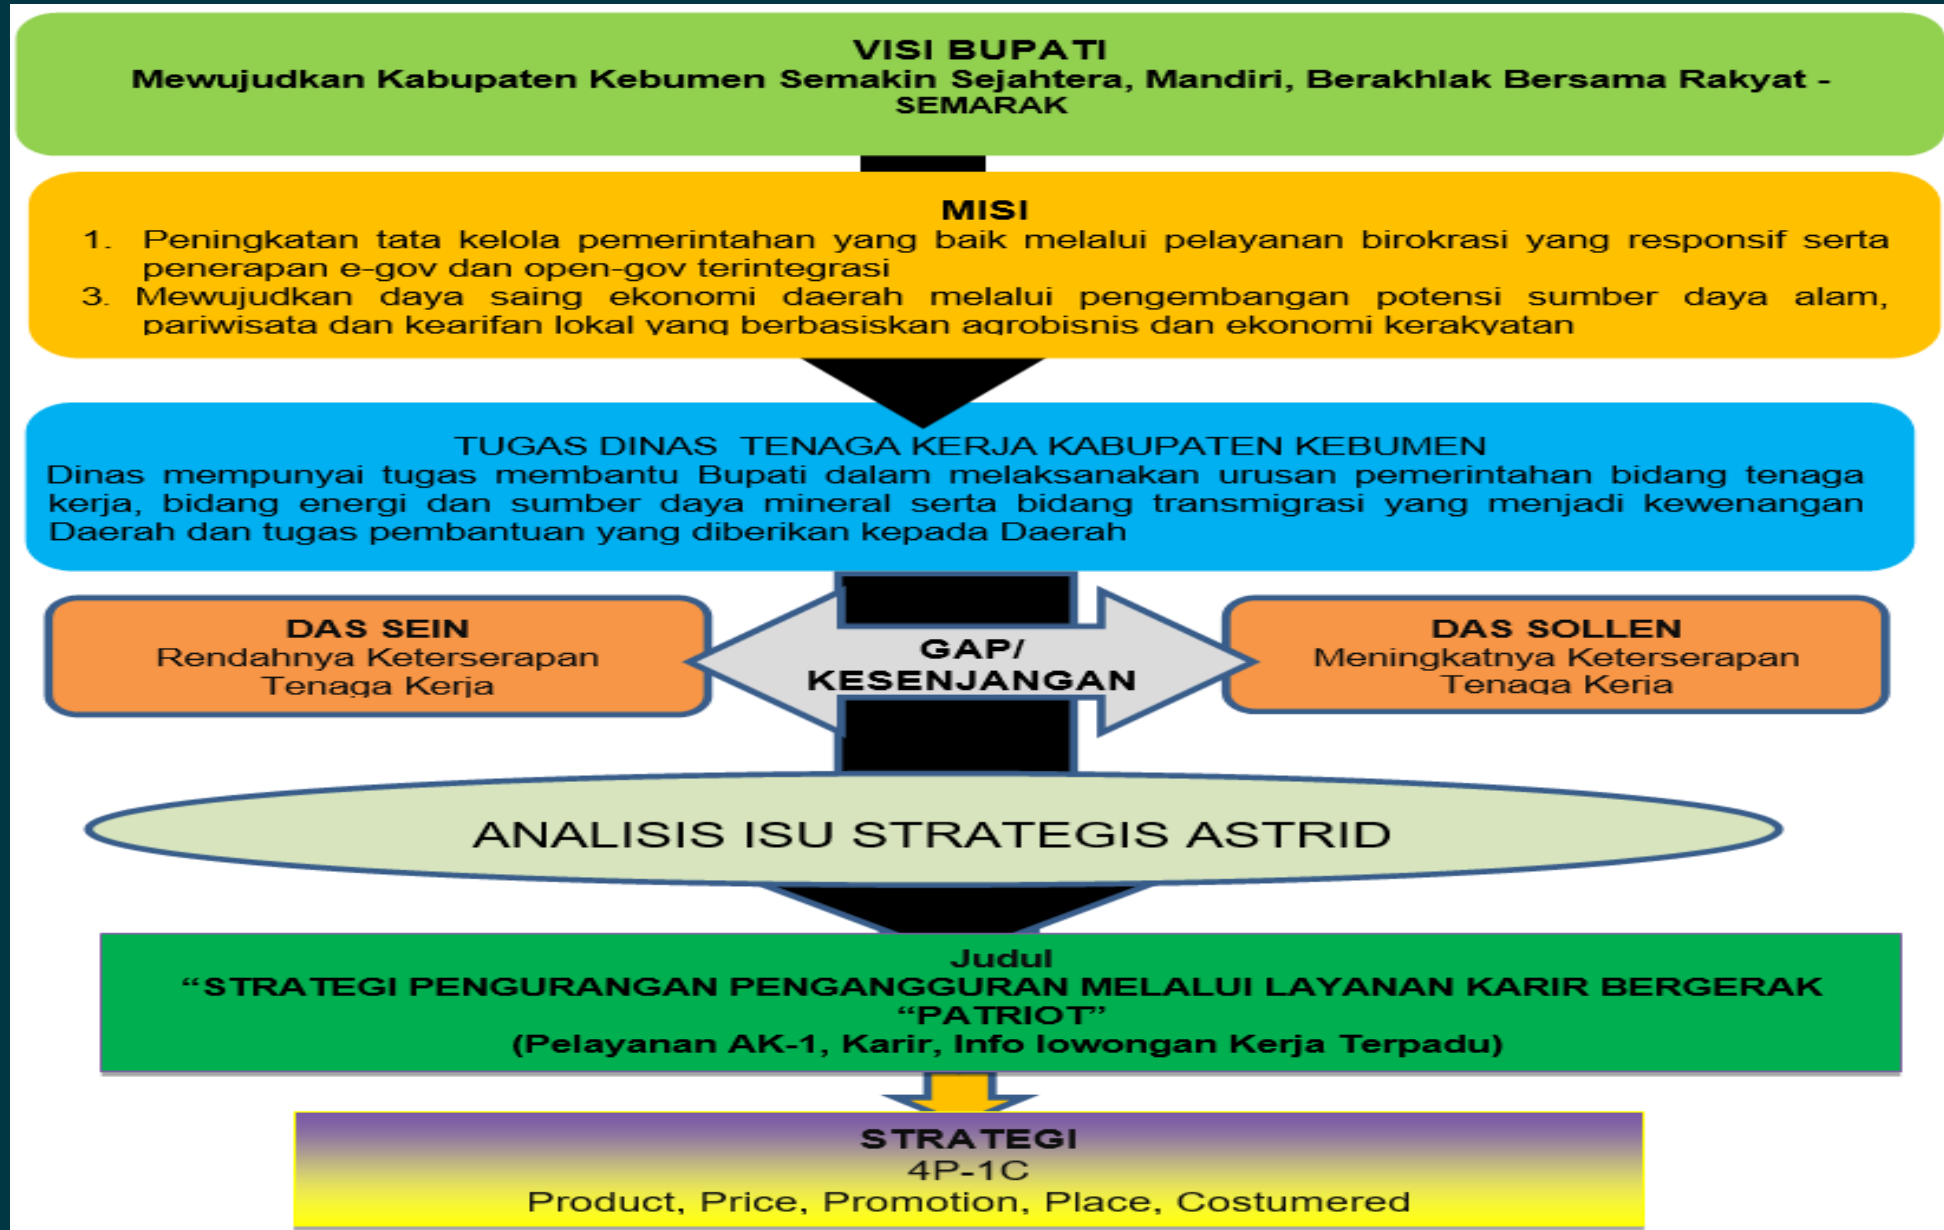 VISI BUPATI
Mewujudkan Kabupaten Kebumen Semakin Sejahtera, Mandiri, Berakhlak Bersama Rakyat -
SEMARAK
MISI
1. Peningkatan tata kelola pemerintahan yang baik melalui pelayanan birokrasi yang responsif serta
penerapan e-gov dan open-gov terintegrasi
3. Mewujudkan daya saing ekonomi daerah melalui pengembangan potensi sumber daya alam,
pariwisata dan kearifan lokal yang berbasiskan agrobisnis dan ekonomi kerakyatan
TUGAS DINAS TENAGA KERJA KABUPATEN KEBUMEN
Dinas mempunyai tugas membantu Bupati dalam melaksanakan urusan pemerintahan bidang tenaga
kerja, bidang energi dan sumber daya mineral serta bidang transmigrasi yang menjadi kewenangan
Daerah dan tugas pembantuan yang diberikan kepada Daerah
DAS SEIN
Rendahnya Keterserapan
Tenaga Kerja
GAP/
KESENJANGAN
DAS SOLLEN
Meningkatnya Keterserapan
Tenaga Kerja
ANALISIS ISU STRATEGIS ASTRID
Judul
“STRATEGI PENGURANGAN PENGANGGURAN MELALUI LAYANAN KARIR BERGERAK
“PATRIOT”
(Pelayanan AK-1, Karir, Info lowongan Kerja Terpadu)
STRATEGI
4P-1C
Product, Price, Promotion, Place, Costumered